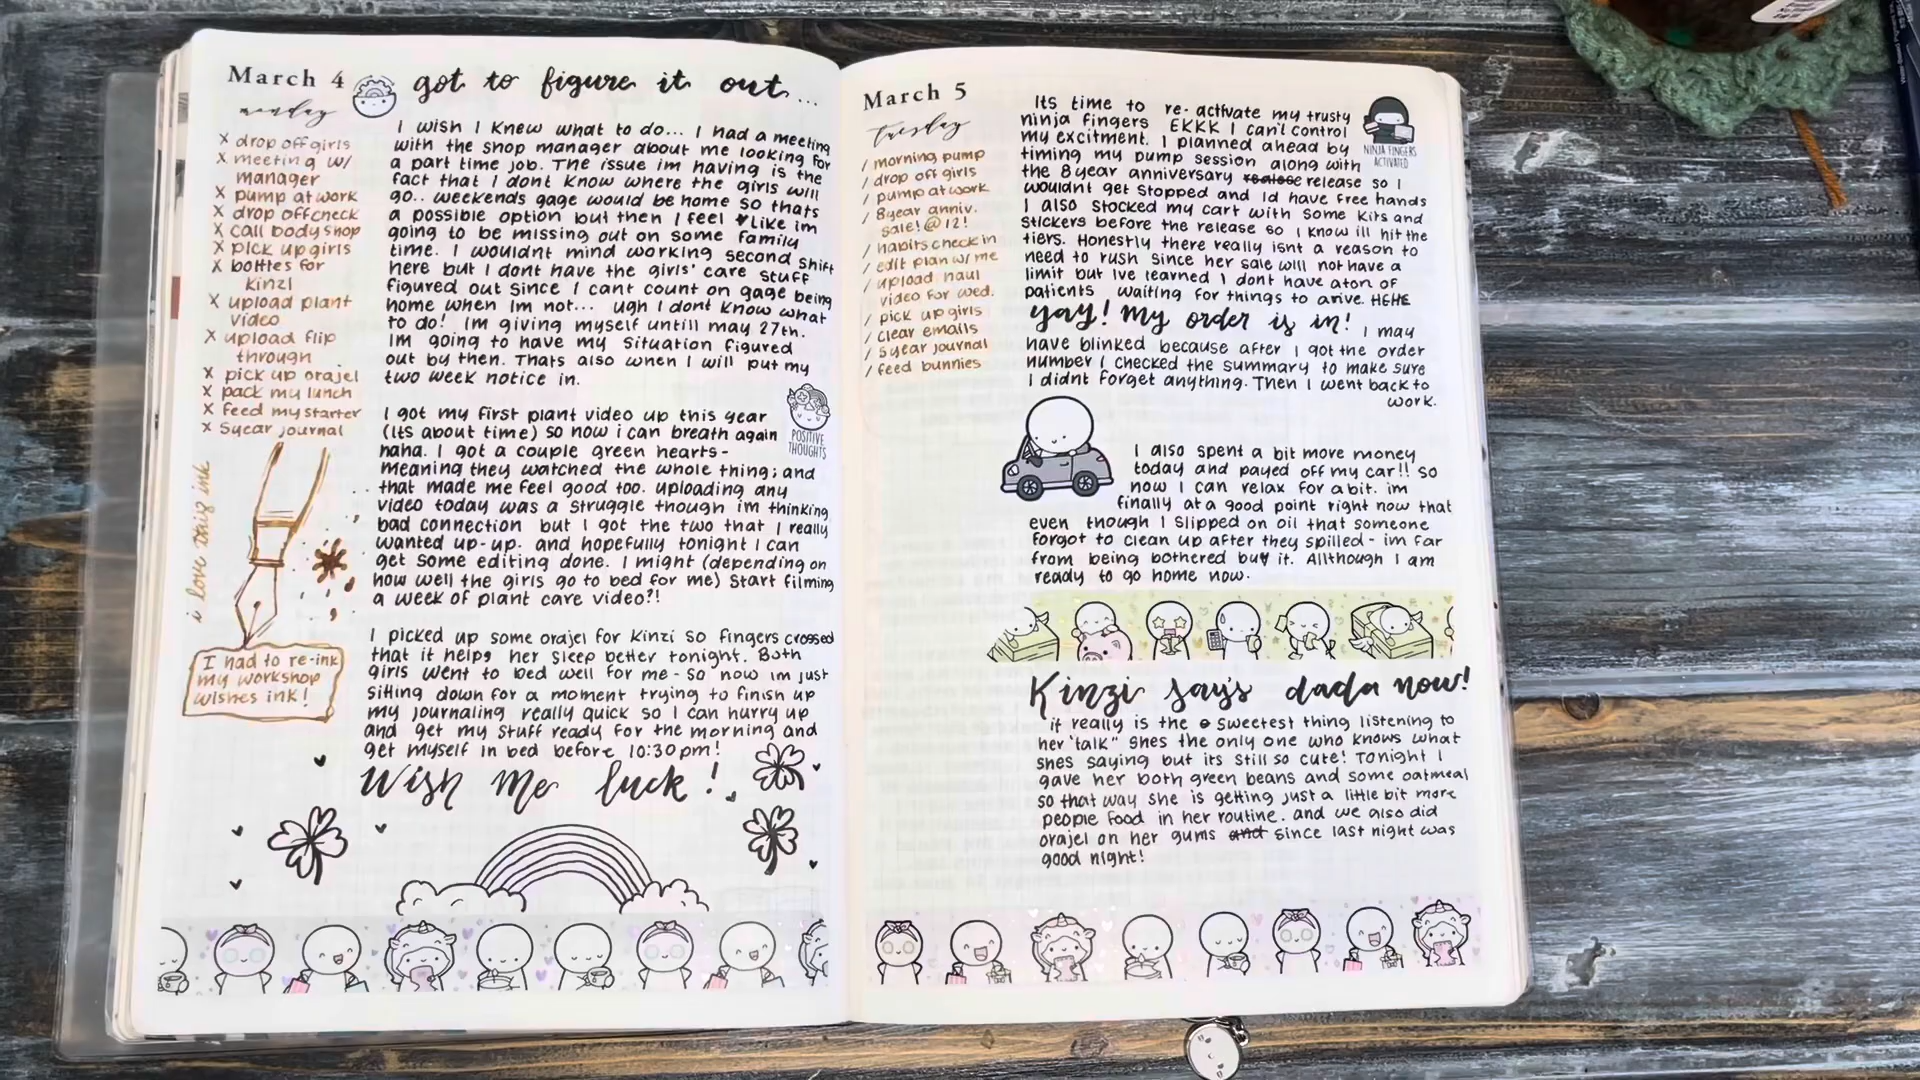 March 4
monday
got to figure it out...
x drop off girls
x meeting w/
manager
x pump at work
x drop off check
x call body shop
x pick up girls
x bottles for
Kinzi
x upload plant
video
x upload flip
through
x pick up orajel
x pack my lunch
x feed my starter
x 5year journal
i love this ink
I had to re-ink
my workshop
wishes ink!
I wish I knew what to do... I had a meeting
with the shop manager about me looking for
a part time job. The issue im having is the
fact that I dont know where the girls will
go.. weekends gage would be home so thats
a possible option but then I feel like im
going to be missing out on some family
time. I wouldnt mind working second shift
here but I dont have the girls' care stuff
figured out since I cant count on gage being
home when Im not... ugh I dont know what
to do! Im giving myself untill may 27th.
Im going to have my situation figured
out by then. Thats also when I will put my
two week notice in.
I got my first plant video up this year
(its about time) so now i can breath again
haha. I got a couple green hearts-
meaning they watched the whole thing; and
that made me feel good too. uploading any
video today was a struggle though im thinking
bad connection but I got the two that I really
wanted up-up. and hopefully tonight I can
get some editing done. I might (depending on
how well the girls go to bed for me) start filming
a week of plant care video?!
POSITIVE
THOUGHTS
I picked up some orajel for Kinzi so fingers crossed
that it helps her sleep better tonight. Both
girls went to bed well for me - so now im just
sitting down for a moment trying to finish up
my journaling really quick so I can hurry up
and get my stuff ready for the morning and
get myself in bed before 10:30pm!
Wish me luck!
March 5
tuesday
/ morning pump
/ drop off girls
/ pump at work
/ 8year anniv.
sale! @ 12!
/ habits check in
/ edit plan w/ me
/ upload haul
video for wed.
/ pick up girls
/ clear emails
/ 5year journal
/ feed bunnies
Its time to re-activate my trusty
ninja fingers EKKK I can't control
my excitment. I planned ahead by
timing my pump session along with
the 8year anniversary release so I
wouldnt get stopped and Id have free hands
I also stocked my cart with some kits and
stickers before the release so I know ill hit the
tiers. Honestly there really isnt a reason to
need to rush since her sale will not have a
limit but Ive learned I dont have a ton of
patients waiting for things to arive. HEHE
NINJA FINGERS
ACTIVATED
yay! my order is in! I may
have blinked because after I got the order
number I checked the summary to make sure
I didnt forget anything. Then I went back to
work.
I also spent a bit move money
today and payed off my car!! so
now I can relax for a bit. im
finally at a good point right now that
even though I slipped on oil that someone
forgot to clean up after they spilled - im far
from being bothered buy it. Allthough I am
ready to go home now.
Kinzi say's dada now!
it really is the sweetest thing listening to
her "talk" shes the only one who knows what
shes saying but its still so cute! Tonight I
gave her both green beans and some oatmeal
so that way she is getting just a little bit more
people food in her routine. and we also did
orajel on her gums and since last night was
good night!